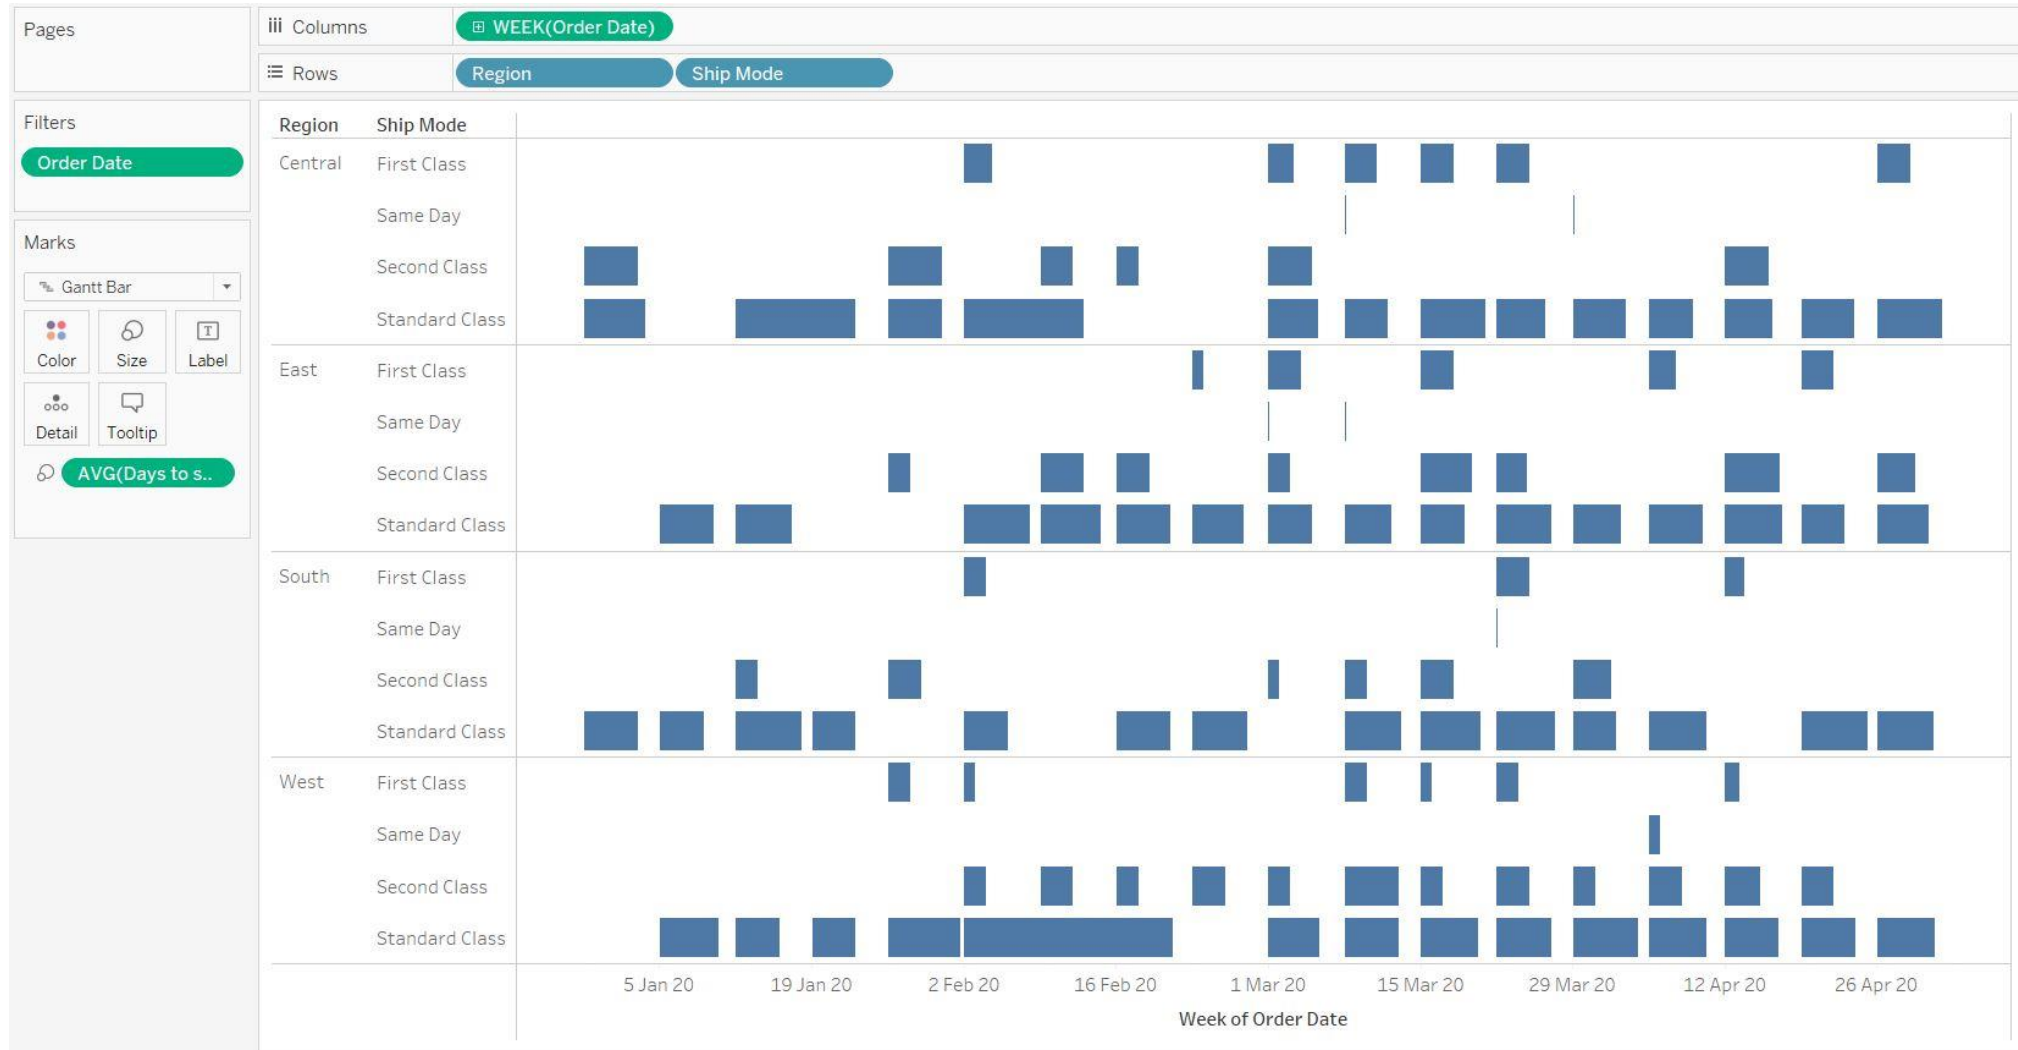 Pages
Columns
WEEK(Order Date)
Rows
Region
Ship Mode
Filters
Order Date
Marks
Gantt Bar
Color
Size
Label
Detail
Tooltip
AVG(Days to s..
Region Ship Mode
Central First Class
Same Day
Second Class
Standard Class
East First Class
Same Day
Second Class
Standard Class
South First Class
Same Day
Second Class
Standard Class
West First Class
Same Day
Second Class
Standard Class
5 Jan 20 19 Jan 20 2 Feb 20 16 Feb 20 1 Mar 20 15 Mar 20 29 Mar 20 12 Apr 20 26 Apr 20
Week of Order Date